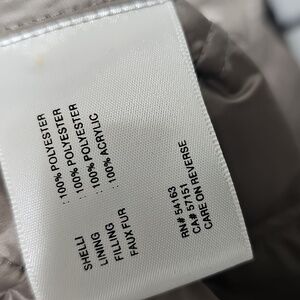 SHELLI : 100% POLYESTER
LINING : 100% POLYESTER
FILLING : 100% POLYESTER
FAUX FUR : 100% ACRYLIC
RN# 54163
CA# 57151
CARE ON REVERSE